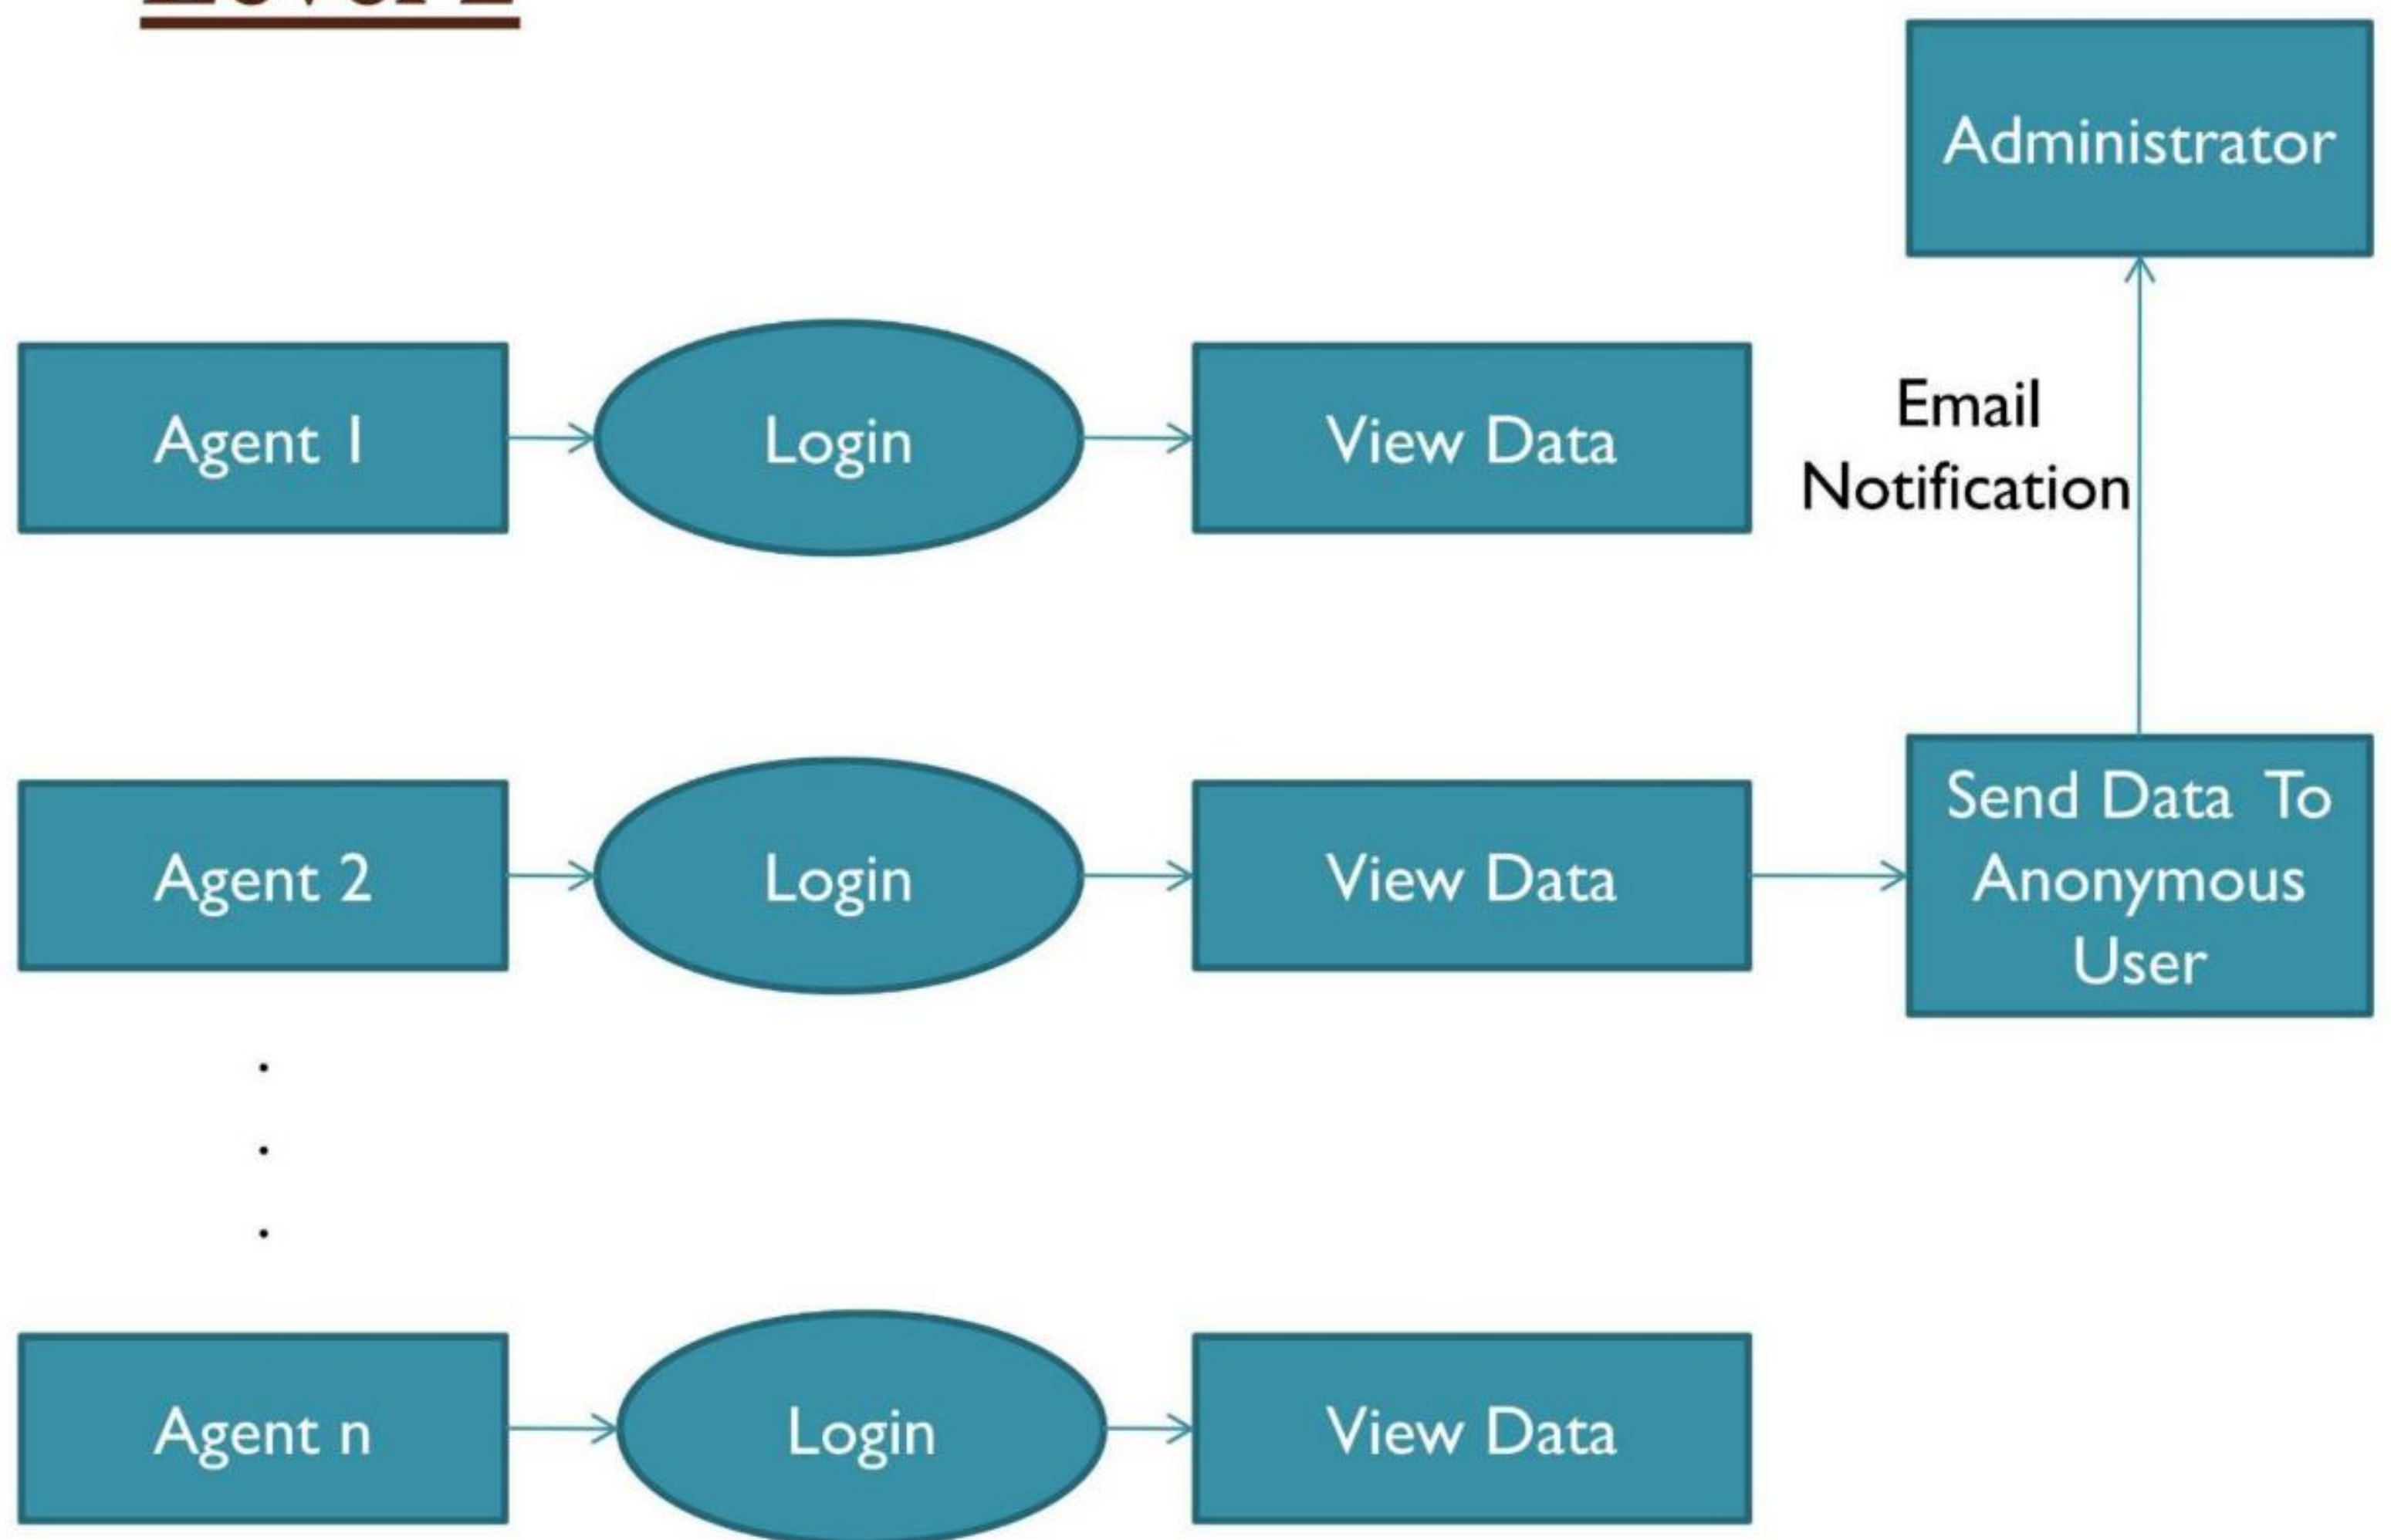 Administrator
Agent 1
Login
View Data
Email
Notification
Agent 2
Login
View Data
Send Data To
Anonymous
User
.
.
.
Agent n
Login
View Data